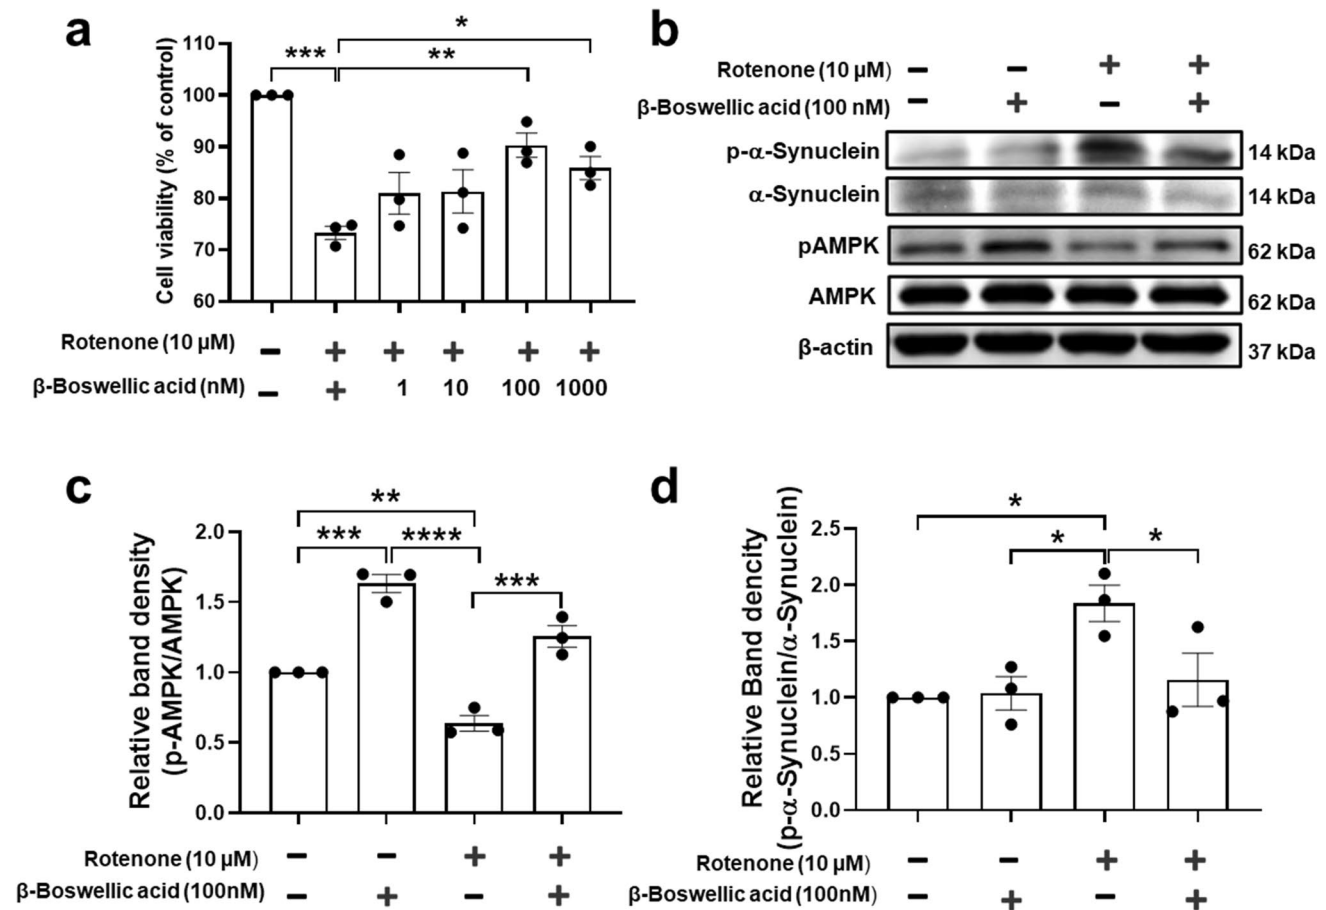 a
Cell viability (% of control)
110
100
90
80
70
60
***
**
*
Rotenone (10 µM) − + + + + +
β-Boswellic acid (nM) − + 1 10 100 1000
b
Rotenone (10 µM) − − + +
β-Boswellic acid (100 nM) − + − +
p-α-Synuclein 14 kDa
α-Synuclein 14 kDa
pAMPK 62 kDa
AMPK 62 kDa
β-actin 37 kDa
c
Relative band density
(p-AMPK/AMPK)
2.0
1.5
1.0
0.5
0.0
**
*** ****
***
Rotenone (10 µM) − − + +
β-Boswellic acid (100nM) − + − +
d
Relative Band dencity
(p-α-Synuclein/α-Synuclein)
2.5
2.0
1.5
1.0
0.5
0.0
*
* *
Rotenone (10 µM) − − + +
β-Boswellic acid (100nM) − + − +